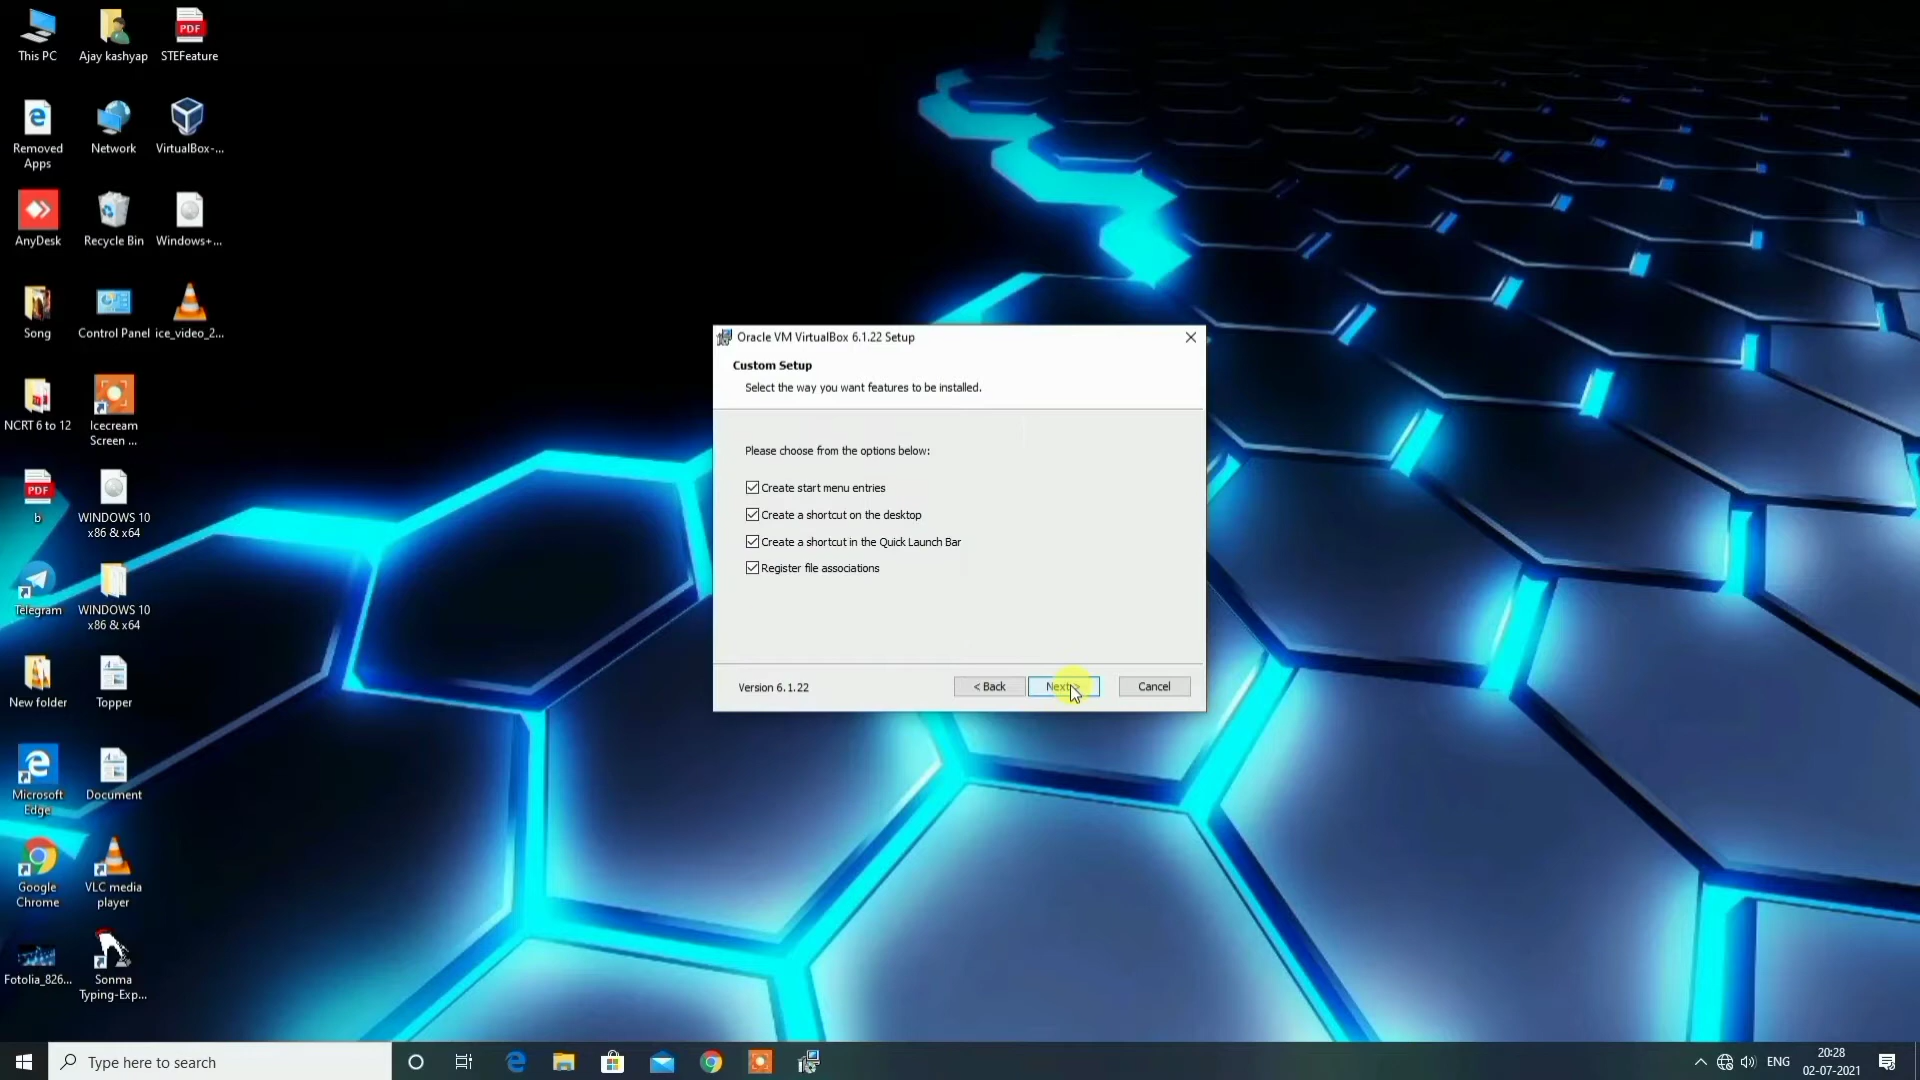 This PC
Ajay kashyap
STEFeature
Removed
Apps
Network
VirtualBox-...
AnyDesk
Recycle Bin
Windows+...
Song
Control Panel
ice_video_2...
NCRT 6 to 12
Icecream
Screen ...
b
WINDOWS 10
x86 & x64
Telegram
WINDOWS 10
x86 & x64
New folder
Topper
Microsoft
Edge
Document
Google
Chrome
VLC media
player
Fotolia_826...
Sonma
Typing-Exp...
Oracle VM VirtualBox 6.1.22 Setup
Custom Setup
Select the way you want features to be installed.
Please choose from the options below:
Create start menu entries
Create a shortcut on the desktop
Create a shortcut in the Quick Launch Bar
Register file associations
Version 6.1.22
< Back
Next >
Cancel
Type here to search
ENG
20:28
02-07-2021